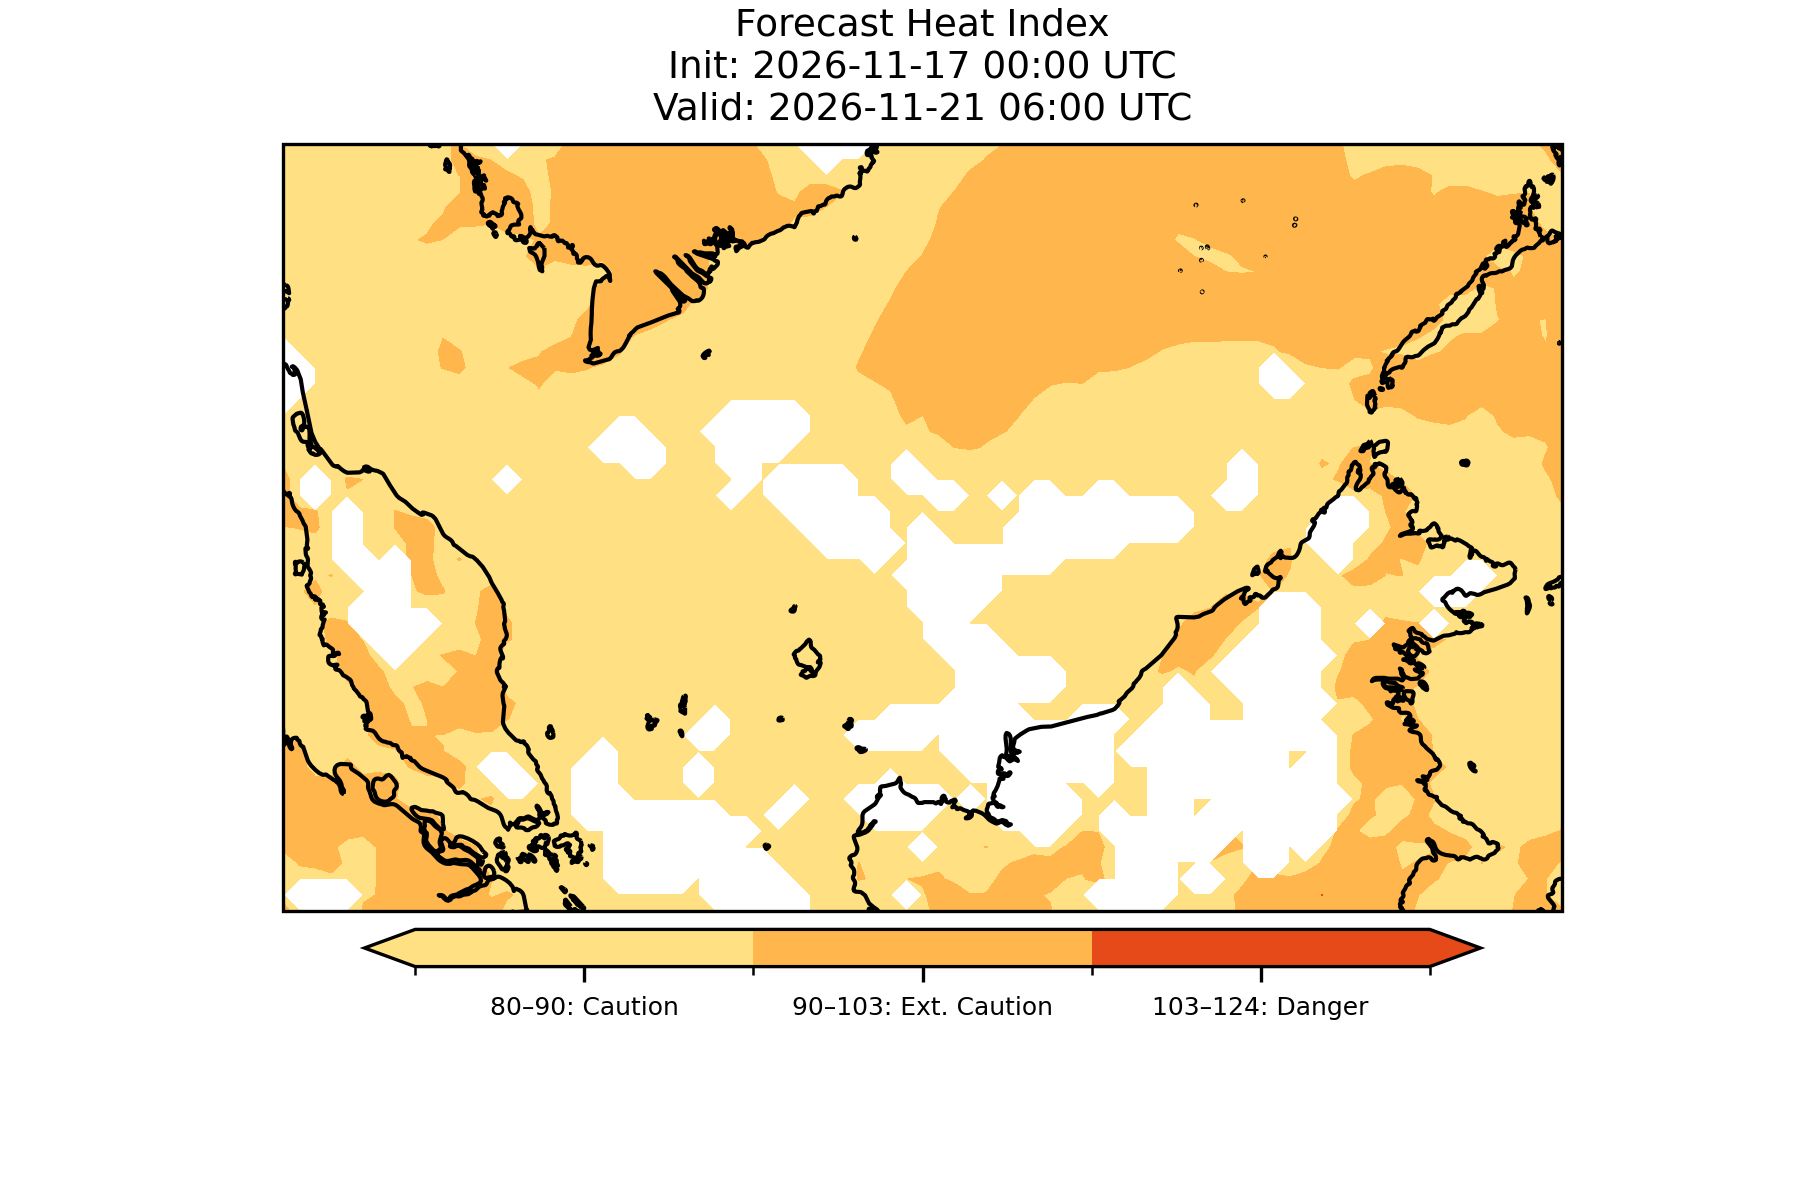 Forecast Heat Index
Init: 2026-11-17 00:00 UTC
Valid: 2026-11-21 06:00 UTC
80–90: Caution
90–103: Ext. Caution
103–124: Danger